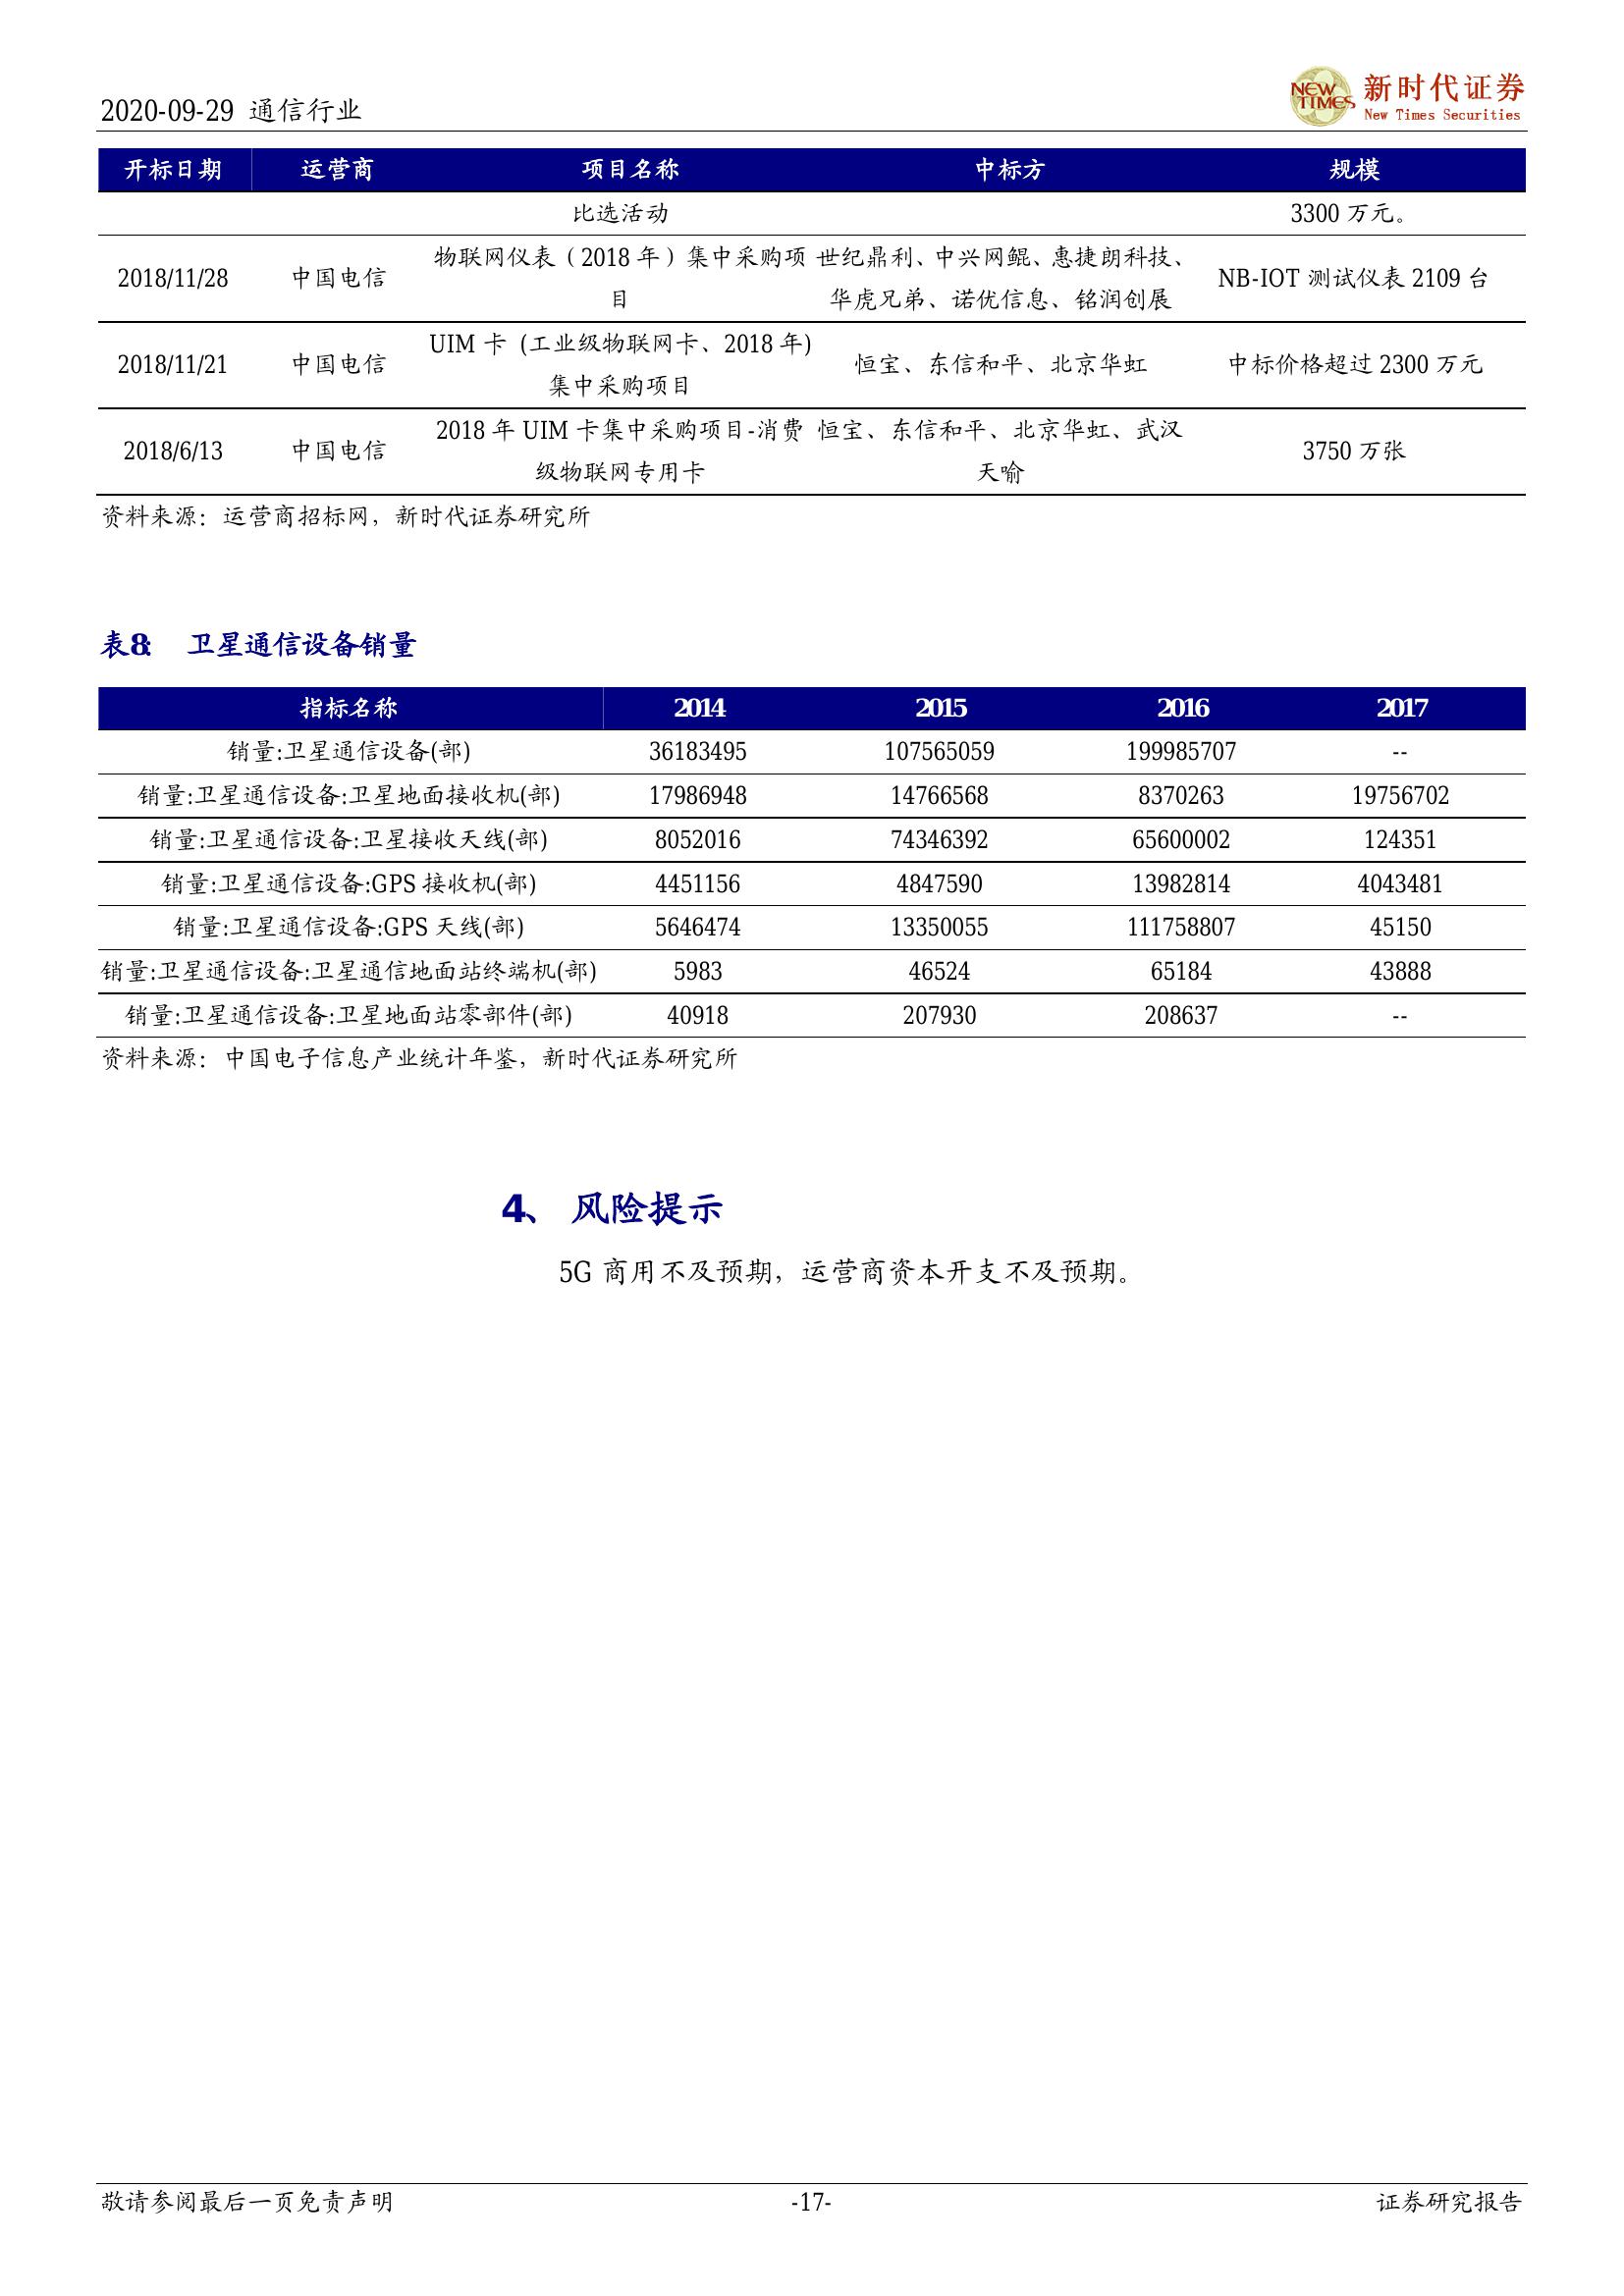 2020-09-29 通信行业
NEW TIMES 新时代证券
New Times Securities
开标日期 运营商 项目名称 中标方 规模
比选活动 3300 万元。
2018/11/28 中国电信 物联网仪表（2018 年）集中采购项目 世纪鼎利、中兴网鲲、惠捷朗科技、华虎兄弟、诺优信息、铭润创展 NB-IOT 测试仪表 2109 台
2018/11/21 中国电信 UIM 卡 (工业级物联网卡、2018 年)集中采购项目 恒宝、东信和平、北京华虹 中标价格超过 2300 万元
2018/6/13 中国电信 2018 年 UIM 卡集中采购项目-消费级物联网专用卡 恒宝、东信和平、北京华虹、武汉天喻 3750 万张
资料来源：运营商招标网，新时代证券研究所
表8： 卫星通信设备销量
指标名称 2014 2015 2016 2017
销量:卫星通信设备(部) 36183495 107565059 199985707 --
销量:卫星通信设备:卫星地面接收机(部) 17986948 14766568 8370263 19756702
销量:卫星通信设备:卫星接收天线(部) 8052016 74346392 65600002 124351
销量:卫星通信设备:GPS 接收机(部) 4451156 4847590 13982814 4043481
销量:卫星通信设备:GPS 天线(部) 5646474 13350055 111758807 45150
销量:卫星通信设备:卫星通信地面站终端机(部) 5983 46524 65184 43888
销量:卫星通信设备:卫星地面站零部件(部) 40918 207930 208637 --
资料来源：中国电子信息产业统计年鉴，新时代证券研究所
4、 风险提示
5G 商用不及预期，运营商资本开支不及预期。
敬请参阅最后一页免责声明 -17- 证券研究报告